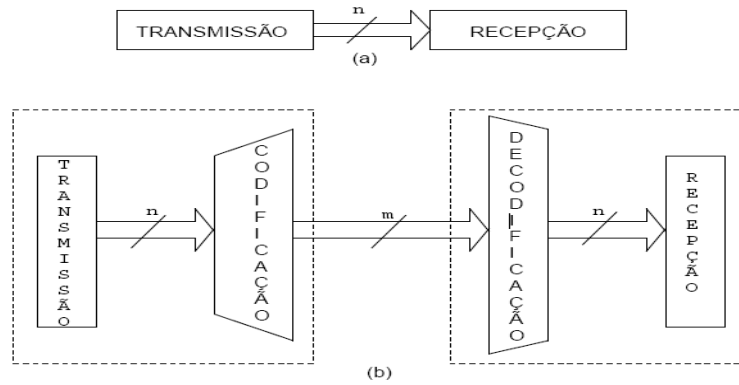 n
TRANSMISSÃO
RECEPÇÃO
(a)
TRANSMISSÃO
n
CODIFICAÇÃO
m
DECODIFICAÇÃO
n
RECEPÇÃO
(b)